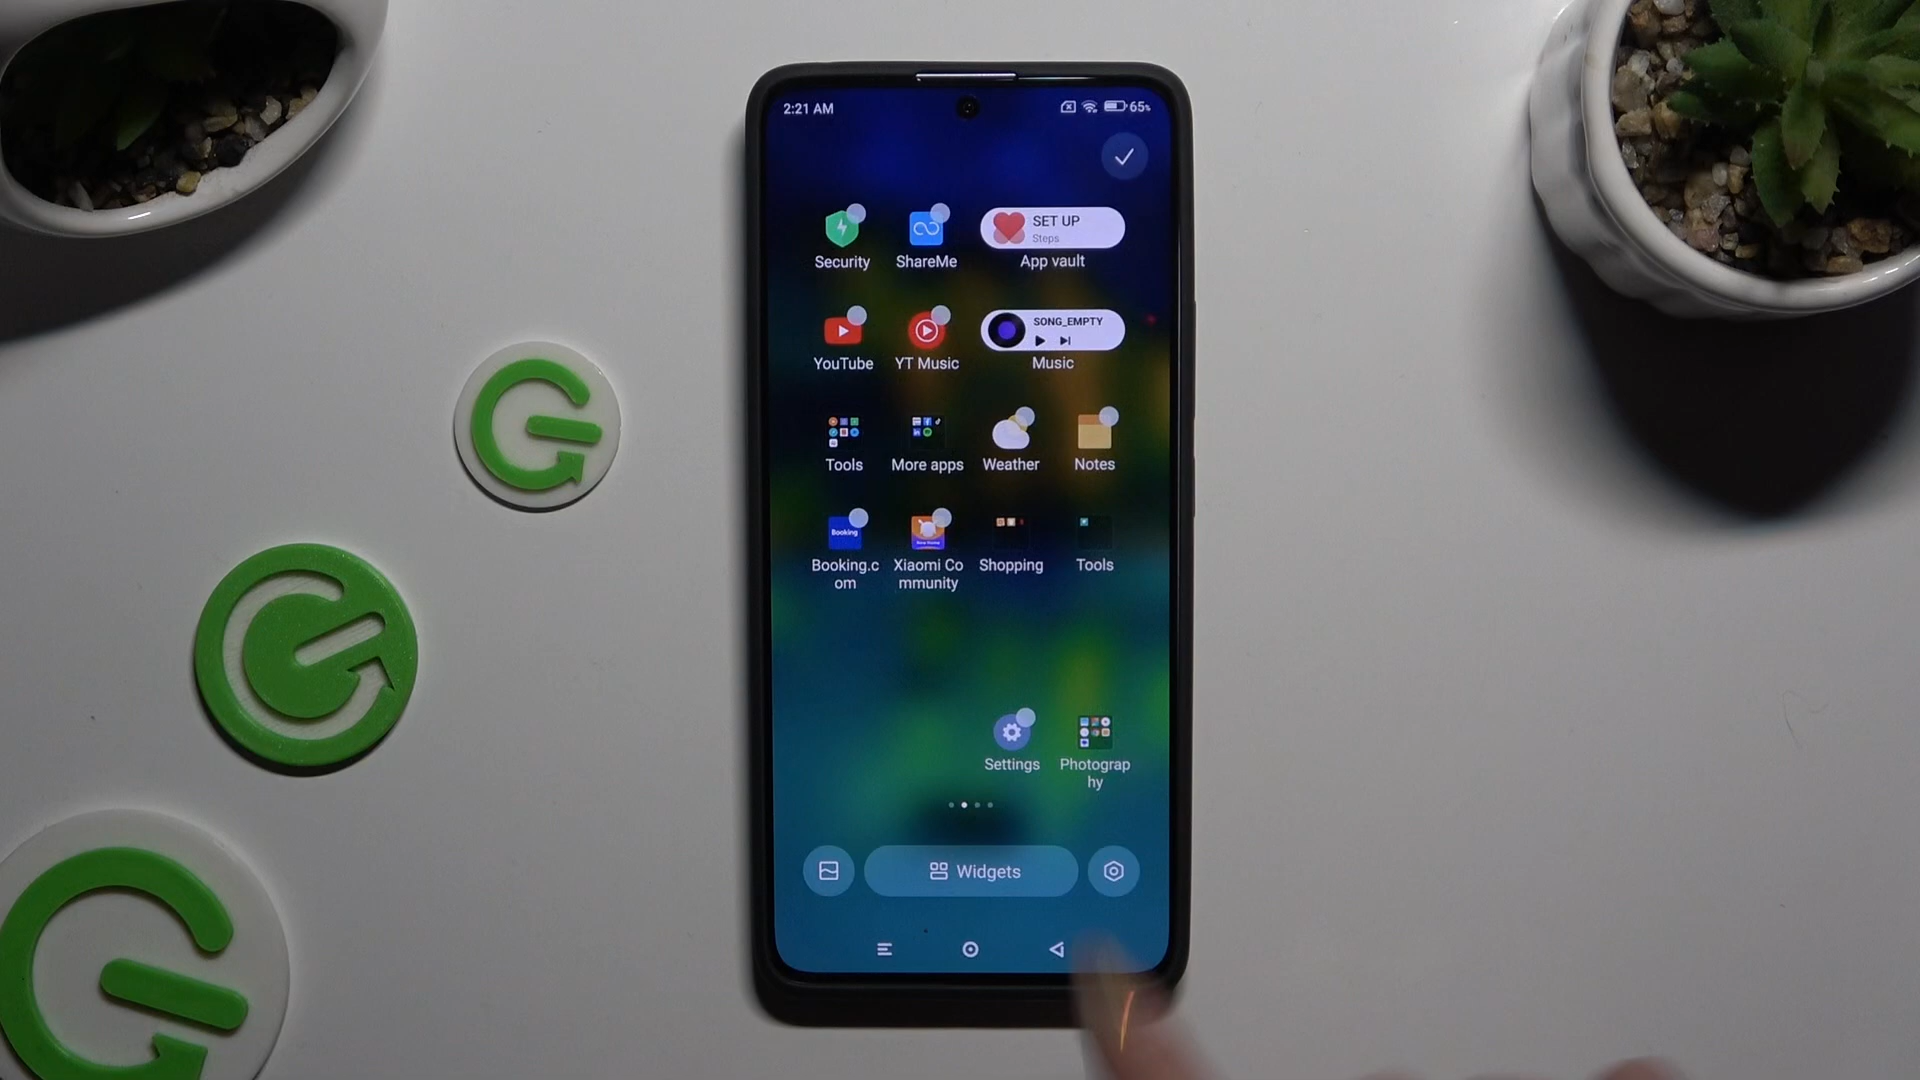 2:21 AM
65%
Security
ShareMe
SET UP
Steps
App vault
YouTube
YT Music
SONG_EMPTY
Music
Tools
More apps
Weather
Notes
Booking
Booking.c
om
Xiaomi Co
mmunity
Shopping
Tools
Settings
Photograp
hy
Widgets